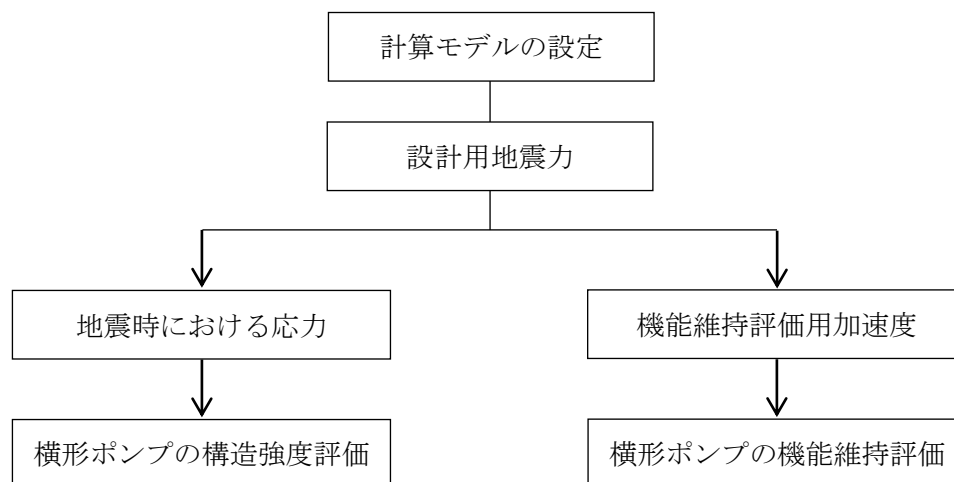 計算モデルの設定
設計用地震力
地震時における応力
機能維持評価用加速度
横形ポンプの構造強度評価
横形ポンプの機能維持評価